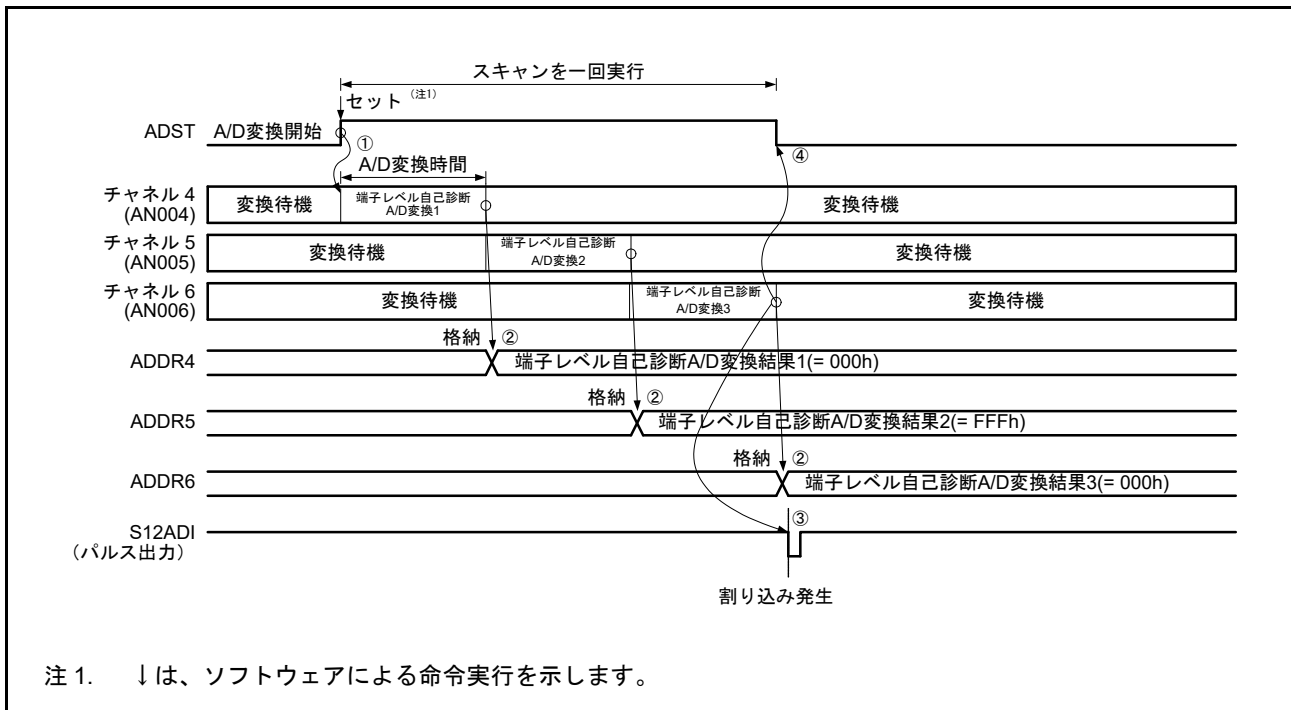 スキャンを一回実行
セット（注1）
ADST A/D変換開始 ① ④
A/D変換時間
チャネル 4
(AN004)
変換待機 端子レベル自己診断 A/D変換1 変換待機
チャネル 5
(AN005)
変換待機 端子レベル自己診断 A/D変換2 変換待機
チャネル 6
(AN006)
変換待機 端子レベル自己診断 A/D変換3 変換待機
格納 ②
ADDR4 端子レベル自己診断A/D変換結果1(= 000h)
格納 ②
ADDR5 端子レベル自己診断A/D変換結果2(= FFFh)
格納 ②
ADDR6 端子レベル自己診断A/D変換結果3(= 000h)
S12ADI ③
（パルス出力）
割り込み発生
注 1. ↓は、ソフトウェアによる命令実行を示します。